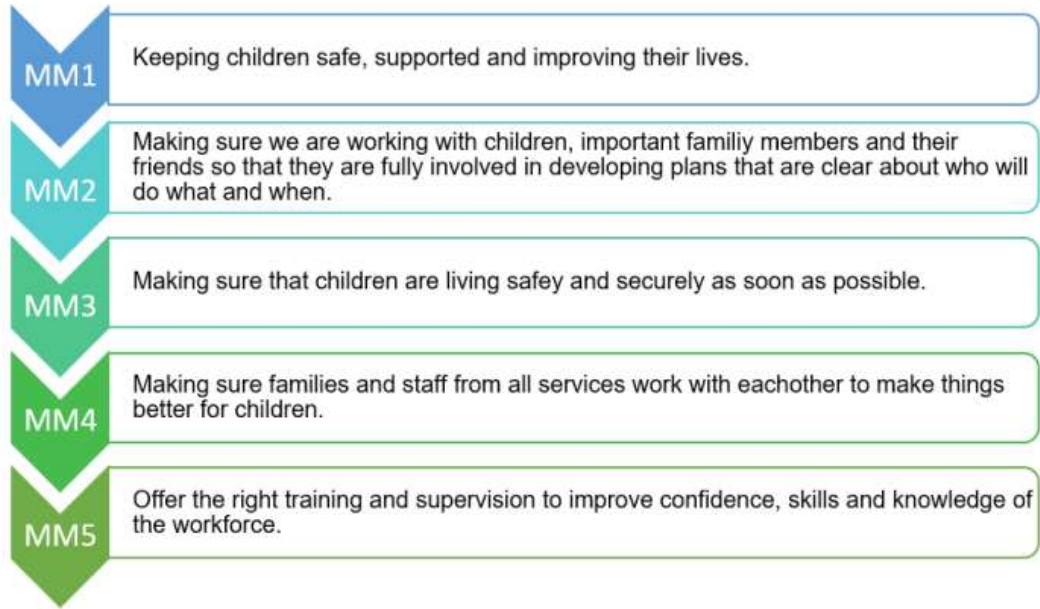 MM1
Keeping children safe, supported and improving their lives.
MM2
Making sure we are working with children, important familiy members and their
friends so that they are fully involved in developing plans that are clear about who will
do what and when.
MM3
Making sure that children are living safey and securely as soon as possible.
MM4
Making sure families and staff from all services work with eachother to make things
better for children.
MM5
Offer the right training and supervision to improve confidence, skills and knowledge of
the workforce.